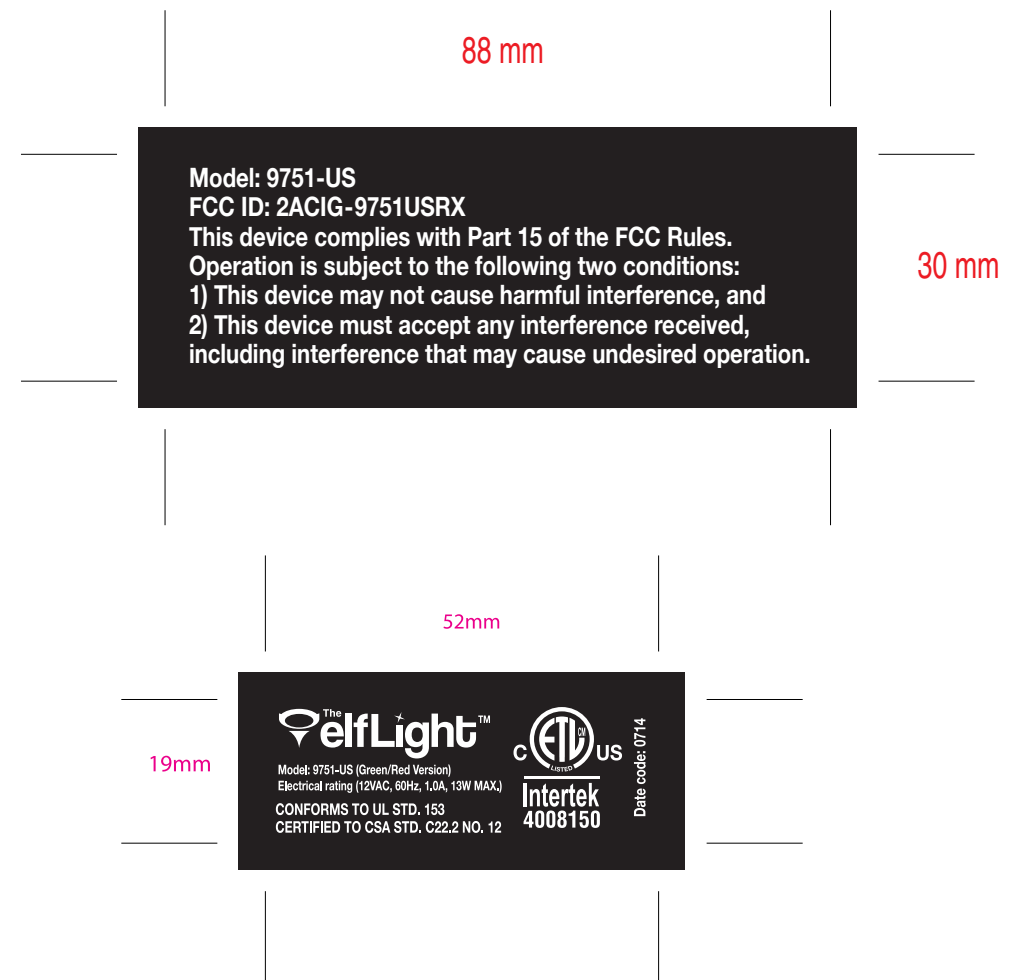 88 mm
Model: 9751-US
FCC ID: 2ACIG-9751USRX
This device complies with Part 15 of the FCC Rules.
Operation is subject to the following two conditions:
1) This device may not cause harmful interference, and
2) This device must accept any interference received,
including interference that may cause undesired operation.
30 mm
52mm
19mm
The
elfLight™
Model: 9751-US (Green/Red Version)
Electrical rating (12VAC, 60Hz, 1.0A, 13W MAX.)
CONFORMS TO UL STD. 153
CERTIFIED TO CSA STD. C22.2 NO. 12
C ETL CM US
LISTED
Intertek
4008150
Date code: 0714